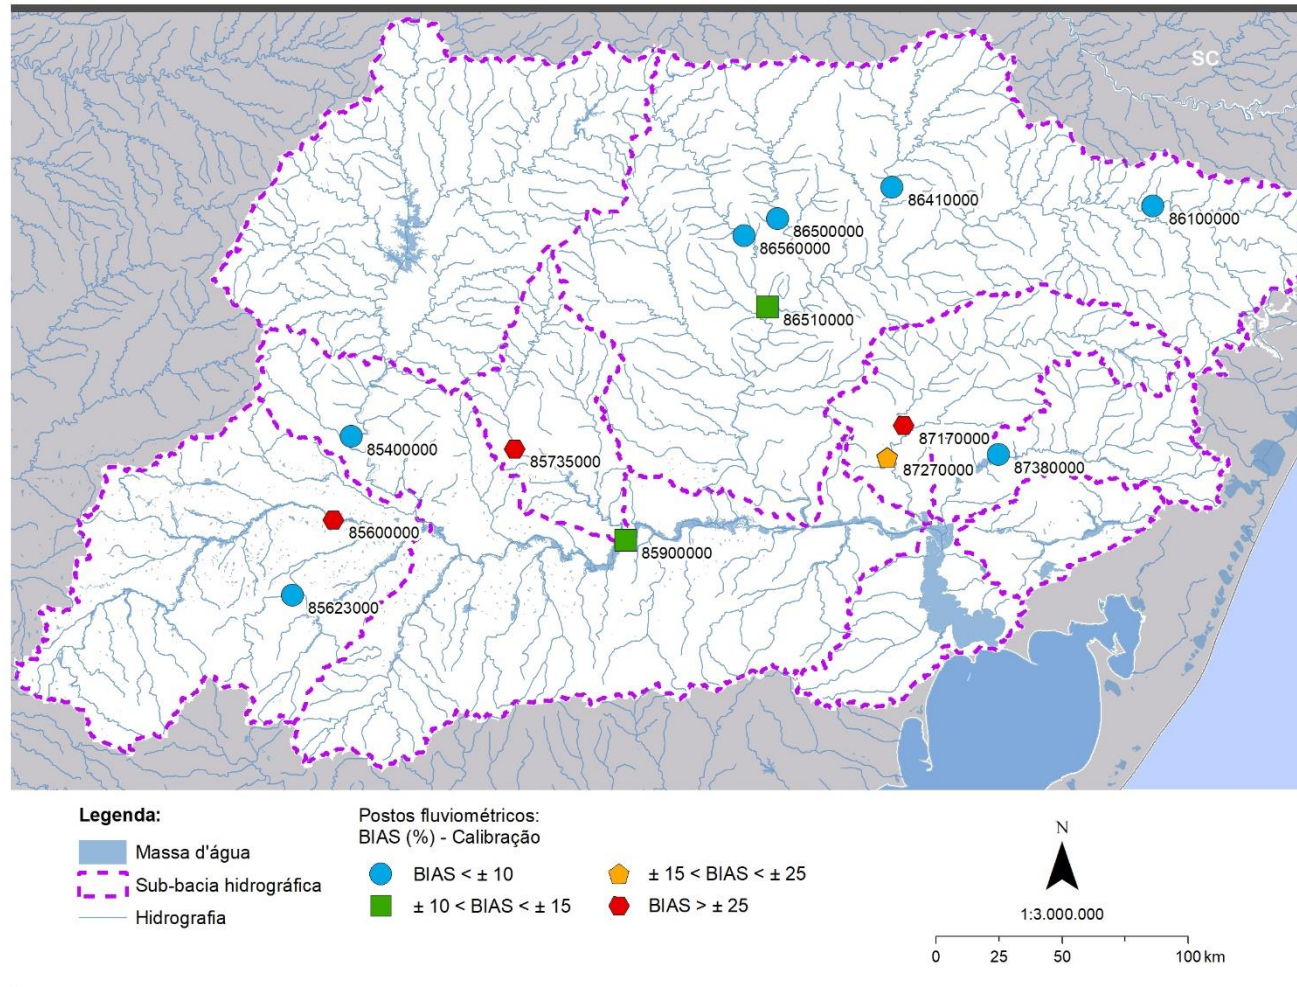 SC
86410000
86100000
86500000
86560000
86510000
87170000
85400000
85735000
87270000
87380000
85600000
85900000
85623000
Legenda:
Massa d'água
Sub-bacia hidrográfica
Hidrografia
Postos fluviométricos:
BIAS (%) - Calibração
BIAS < ± 10
± 10 < BIAS < ± 15
± 15 < BIAS < ± 25
BIAS > ± 25
N
1:3.000.000
0 25 50 100 km